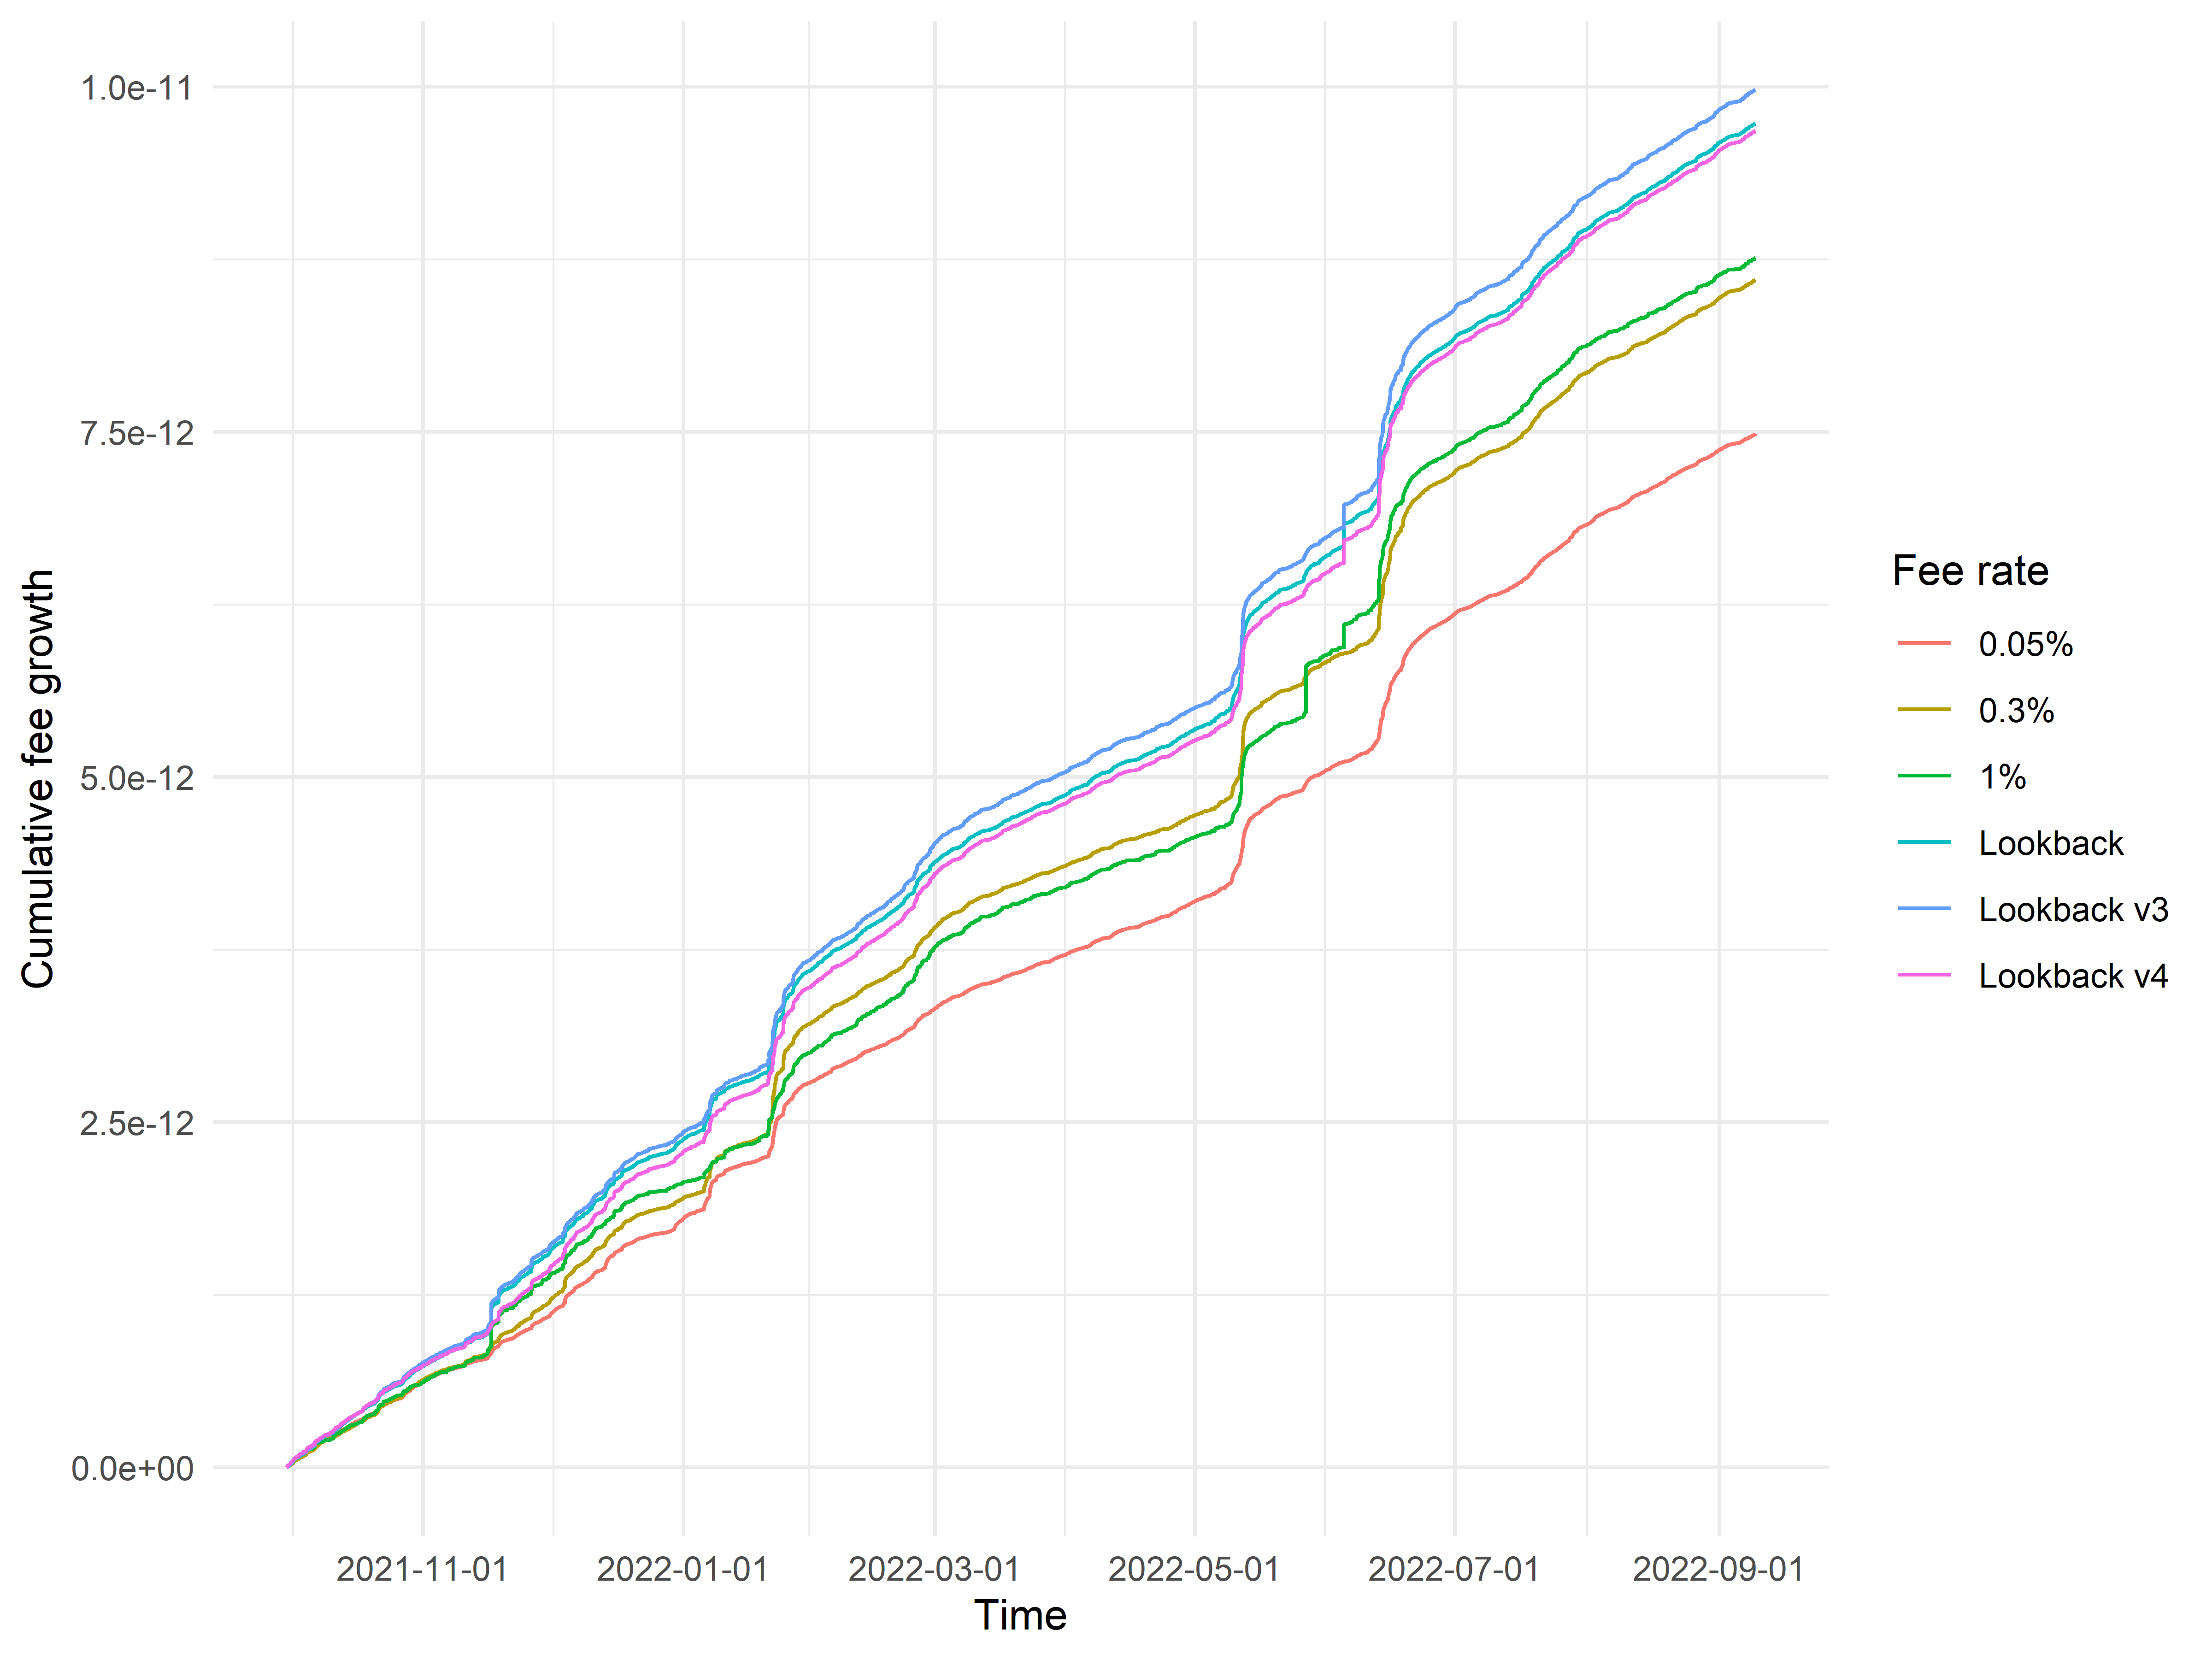 Cumulative fee growth
1.0e-11
7.5e-12
5.0e-12
2.5e-12
0.0e+00
2021-11-01
2022-01-01
2022-03-01
2022-05-01
2022-07-01
2022-09-01
Time
Fee rate
0.05%
0.3%
1%
Lookback
Lookback v3
Lookback v4